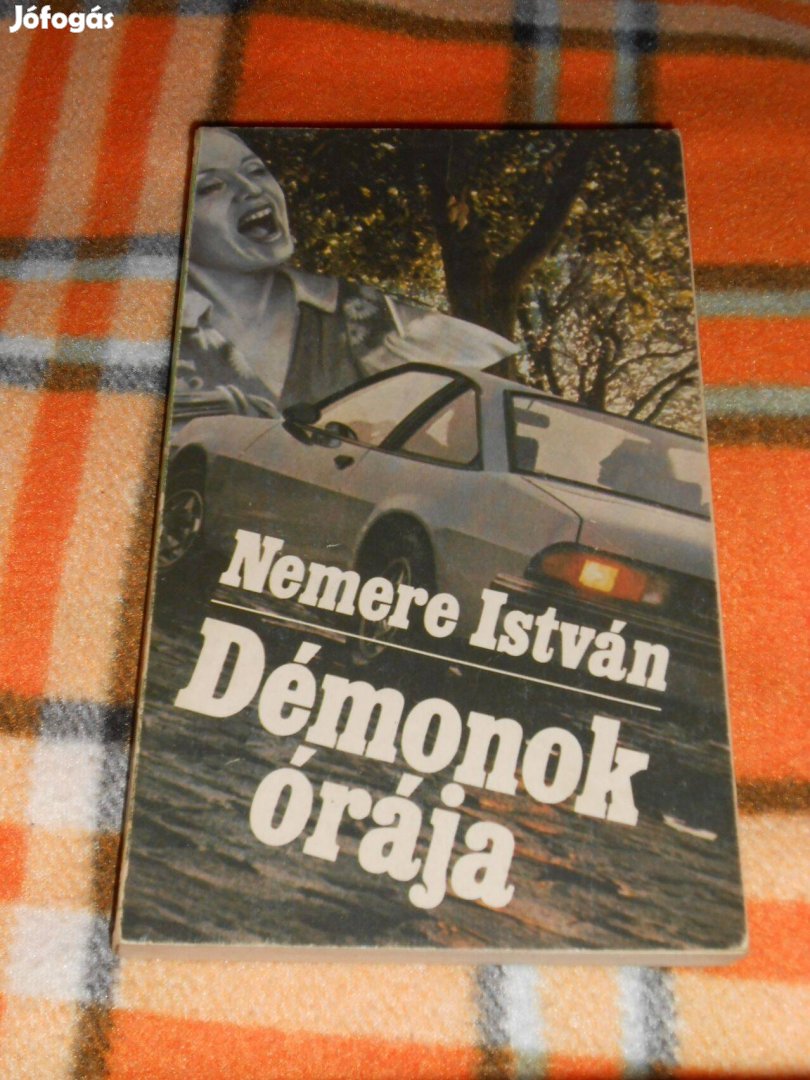 Jófogás
Nemere István
Démonok
órája